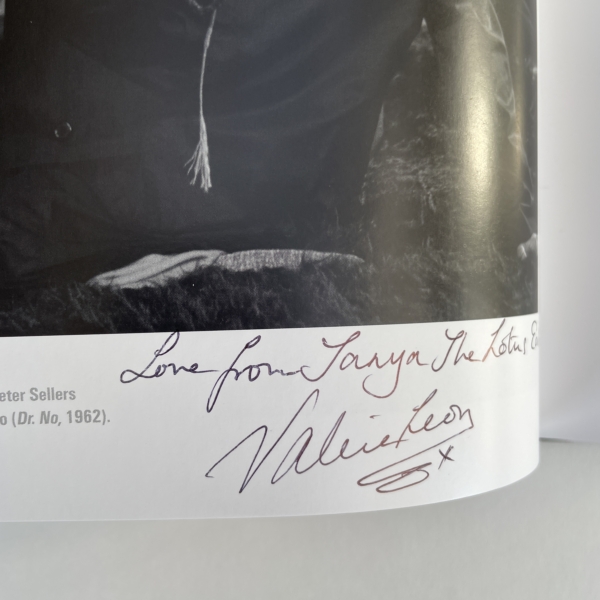 Love from Tanya The Lotus E
eter Sellers
o (Dr. No, 1962).
Valerie Leon
x